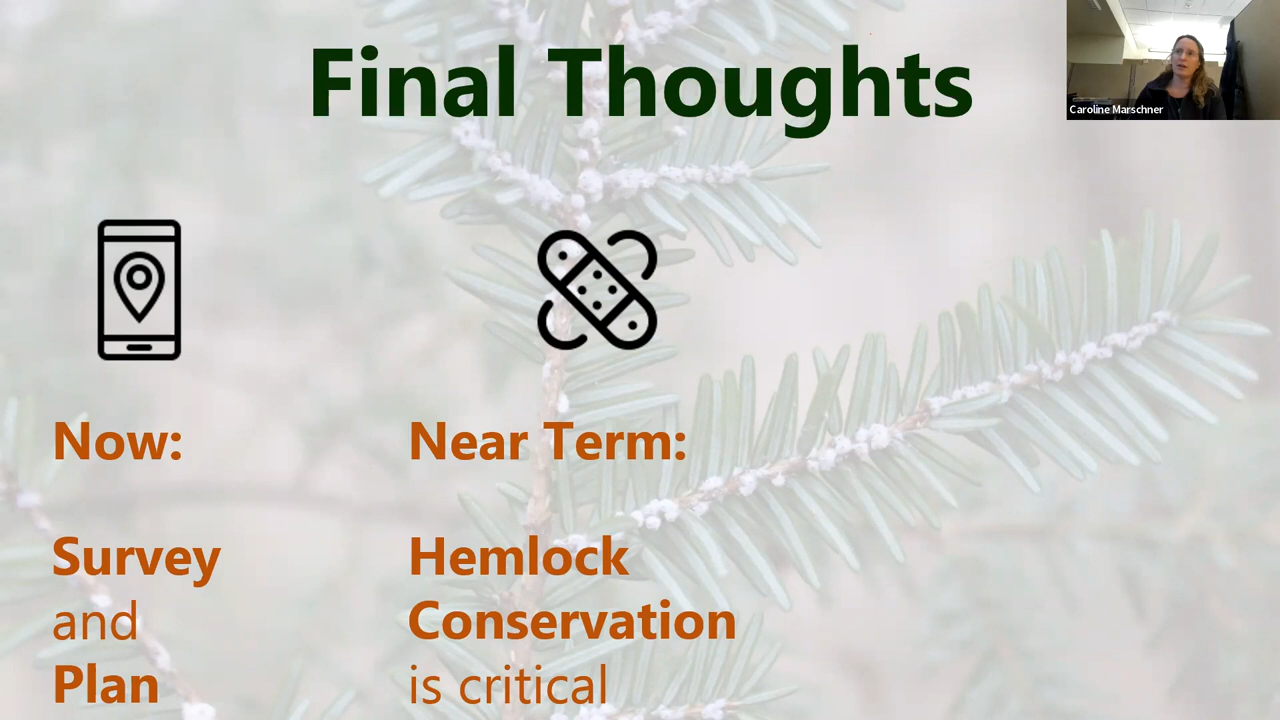 Final Thoughts
Caroline Marschner
Now:
Survey
and
Plan
Near Term:
Hemlock
Conservation
is critical